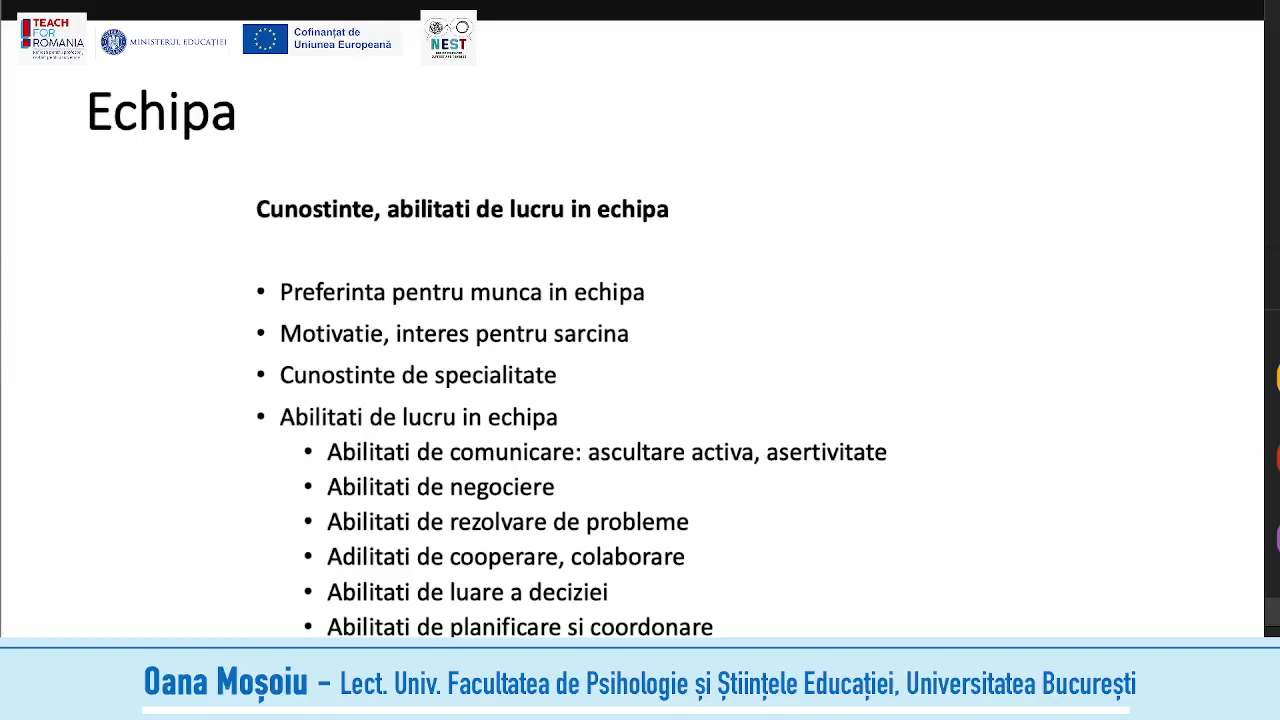 TEACH
FOR
ROMANIA
MINISTERUL EDUCAȚIEI
Cofinanțat de
Uniunea Europeană
NEST
Echipa
Cunostinte, abilitati de lucru in echipa
• Preferinta pentru munca in echipa
• Motivatie, interes pentru sarcina
• Cunostinte de specialitate
• Abilitati de lucru in echipa
• Abilitati de comunicare: ascultare activa, asertivitate
• Abilitati de negociere
• Abilitati de rezolvare de probleme
• Adilitati de cooperare, colaborare
• Abilitati de luare a deciziei
• Abilitati de planificare si coordonare
Oana Moșoiu – Lect. Univ. Facultatea de Psihologie și Științele Educației, Universitatea București